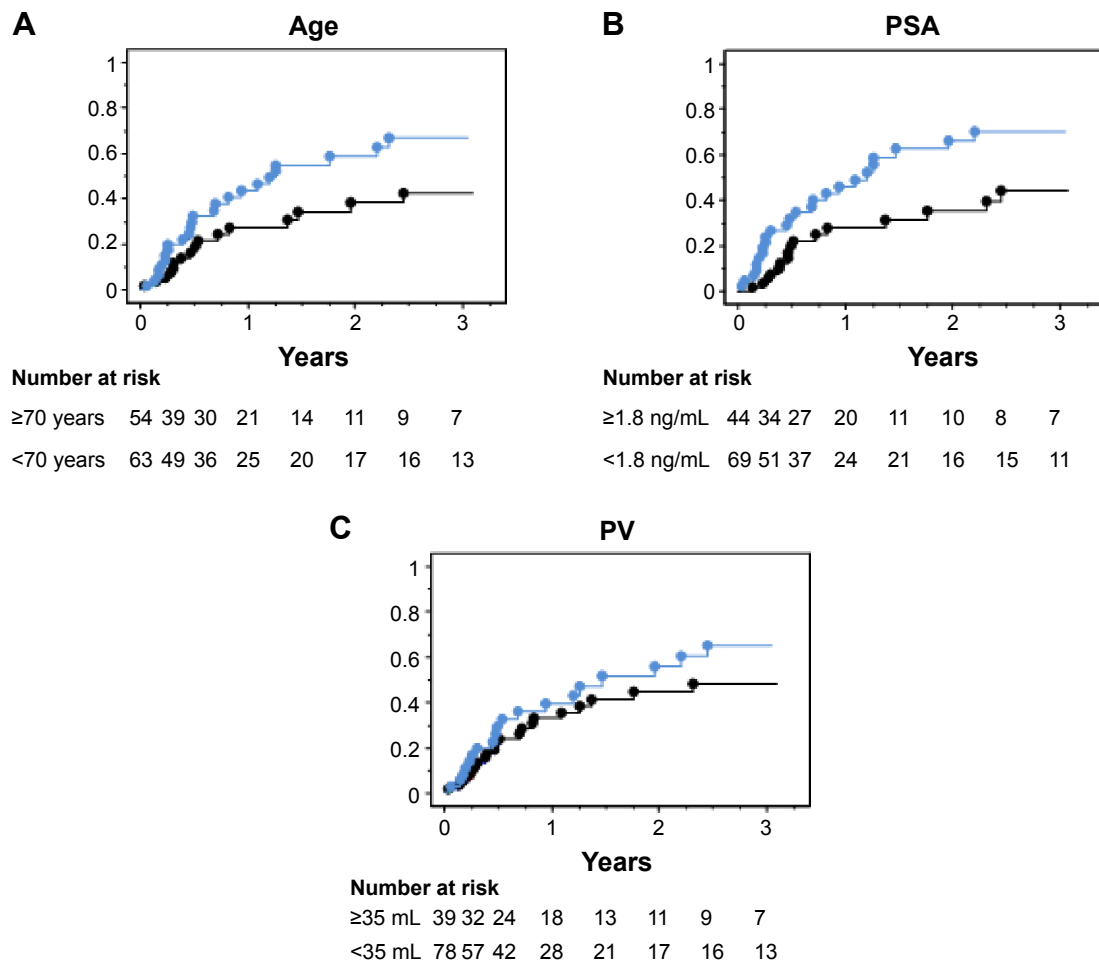 A
Age
1
0.8
0.6
0.4
0.2
0
0 1 2 3
Years
Number at risk
≥70 years 54 39 30 21 14 11 9 7
<70 years 63 49 36 25 20 17 16 13
B
PSA
1
0.8
0.6
0.4
0.2
0
0 1 2 3
Years
Number at risk
≥1.8 ng/mL 44 34 27 20 11 10 8 7
<1.8 ng/mL 69 51 37 24 21 16 15 11
C
PV
1
0.8
0.6
0.4
0.2
0
0 1 2 3
Years
Number at risk
≥35 mL 39 32 24 18 13 11 9 7
<35 mL 78 57 42 28 21 17 16 13